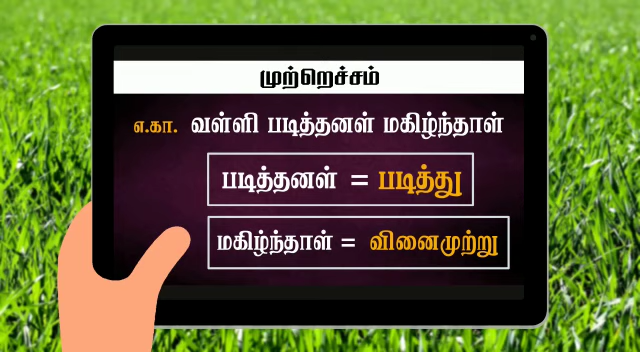 முற்றெச்சம்
எ.கா. வள்ளி படித்தனள் மகிழ்ந்தாள்
படித்தனள் = படித்து
மகிழ்ந்தாள் = வினைமுற்று